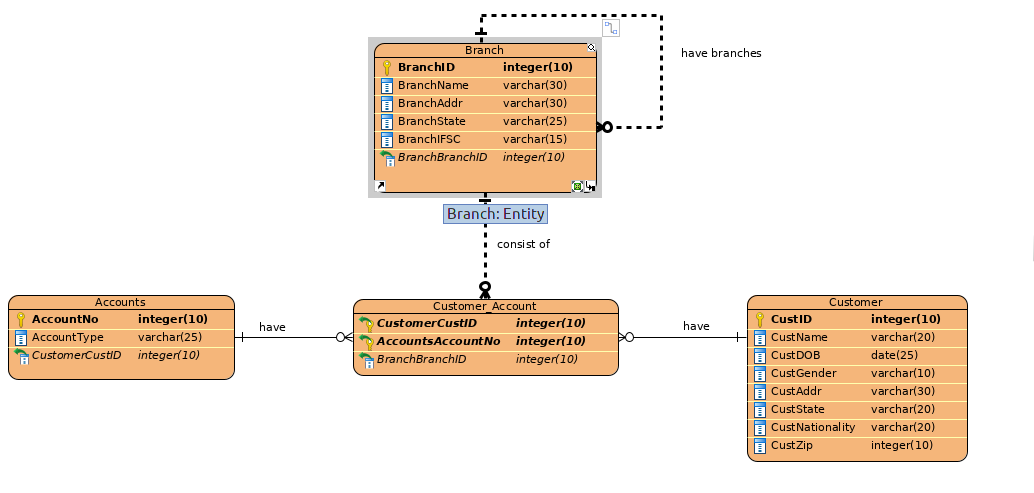 have branches
Branch
BranchID integer(10)
BranchName varchar(30)
BranchAddr varchar(30)
BranchState varchar(25)
BranchIFSC varchar(15)
BranchBranchID integer(10)
Branch: Entity
consist of
Accounts
AccountNo integer(10)
AccountType varchar(25)
CustomerCustID integer(10)
have
Customer_Account
CustomerCustID integer(10)
AccountsAccountNo integer(10)
BranchBranchID integer(10)
have
Customer
CustID integer(10)
CustName varchar(20)
CustDOB date(25)
CustGender varchar(10)
CustAddr varchar(30)
CustState varchar(20)
CustNationality varchar(20)
CustZip integer(10)